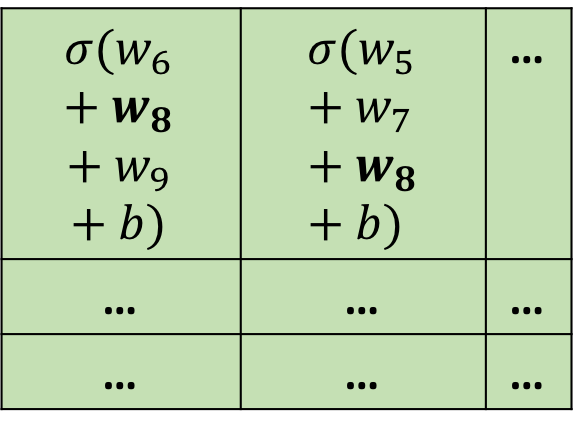 σ(w₆ σ(w₅ ...
+ w₈ + w₇
+ w₉ + w₈
+ b) + b)
... ... ...
... ... ...